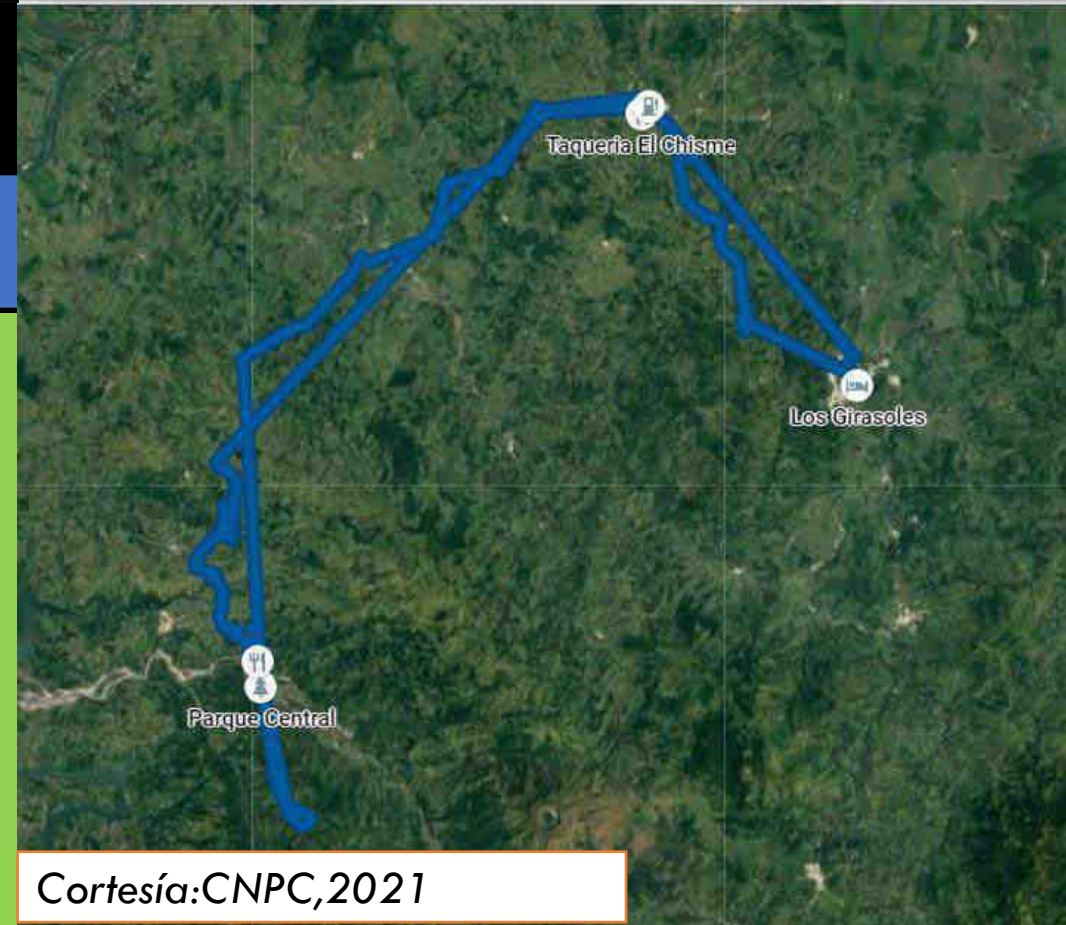 Taqueria El Chisme
Los Girasoles
Parque Central
Cortesía:CNPC,2021